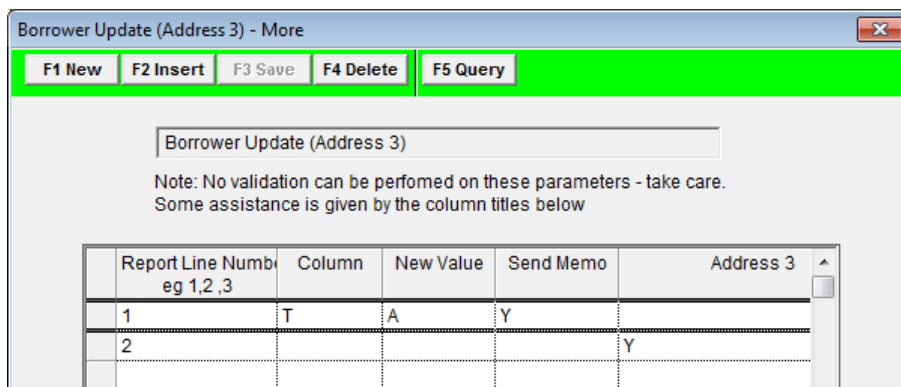 Borrower Update (Address 3) - More
F1 New F2 Insert F3 Save F4 Delete F5 Query
Borrower Update (Address 3)
Note: No validation can be perfomed on these parameters - take care.
Some assistance is given by the column titles below
Report Line Numb Column New Value Send Memo Address 3
eg 1,2 ,3
1 T A Y
2 Y